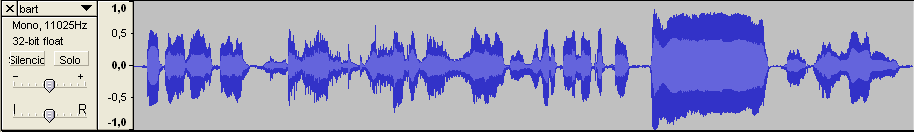 × bart
Mono, 11025Hz
32-bit float
Silencio Solo
- +
I R
1,0
0,5
0,0
-0,5
-1,0